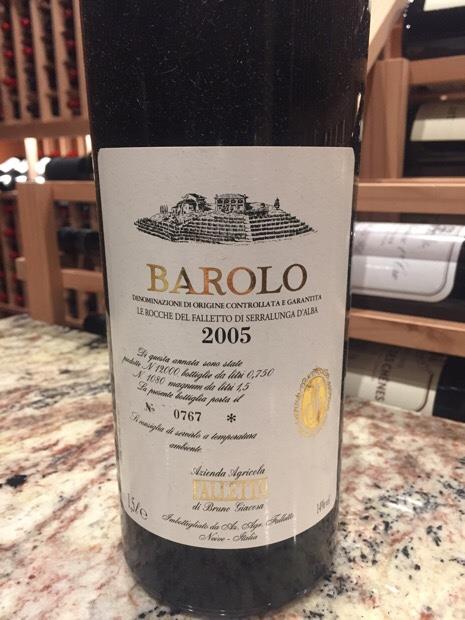 BAROLO
DENOMINAZIONE DI ORIGINE CONTROLLATA E GARANTITA
LE ROCCHE DEL FALLETTO DI SERRALUNGA D'ALBA
2005
Di questa annata sono state
prodotte N 12000 bottiglie da litri 0,750
N 1080 magnum da litri 1,5
La presente bottiglia porta il
№ 0767 *
Si consiglia di servirlo a temperatura
ambiente.
Azienda Agricola
FALLETTO
di Bruno Giacosa
1,5 l e
14% vol
Imbottigliato da Az. Agr. Falletto
Neive - Italia